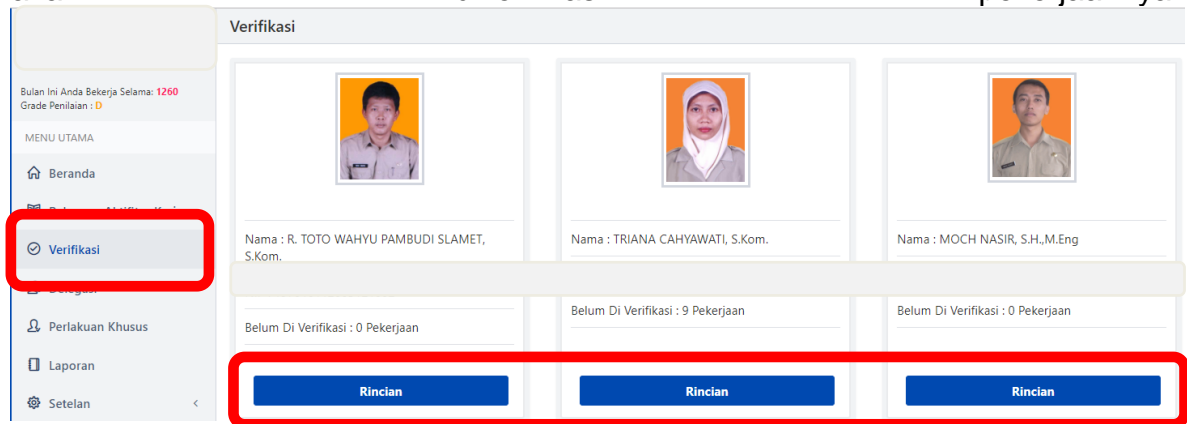 Verifikasi
Bulan Ini Anda Bekerja Selama: 1260
Grade Penilaian : D
MENU UTAMA
Beranda
Verifikasi
Perlakuan Khusus
Laporan
Setelan
Nama : R. TOTO WAHYU PAMBUDI SLAMET,
S.Kom.
Belum Di Verifikasi : 0 Pekerjaan
Rincian
Nama : TRIANA CAHYAWATI, S.Kom.
Belum Di Verifikasi : 9 Pekerjaan
Rincian
Nama : MOCH NASIR, S.H.,M.Eng
Belum Di Verifikasi : 0 Pekerjaan
Rincian